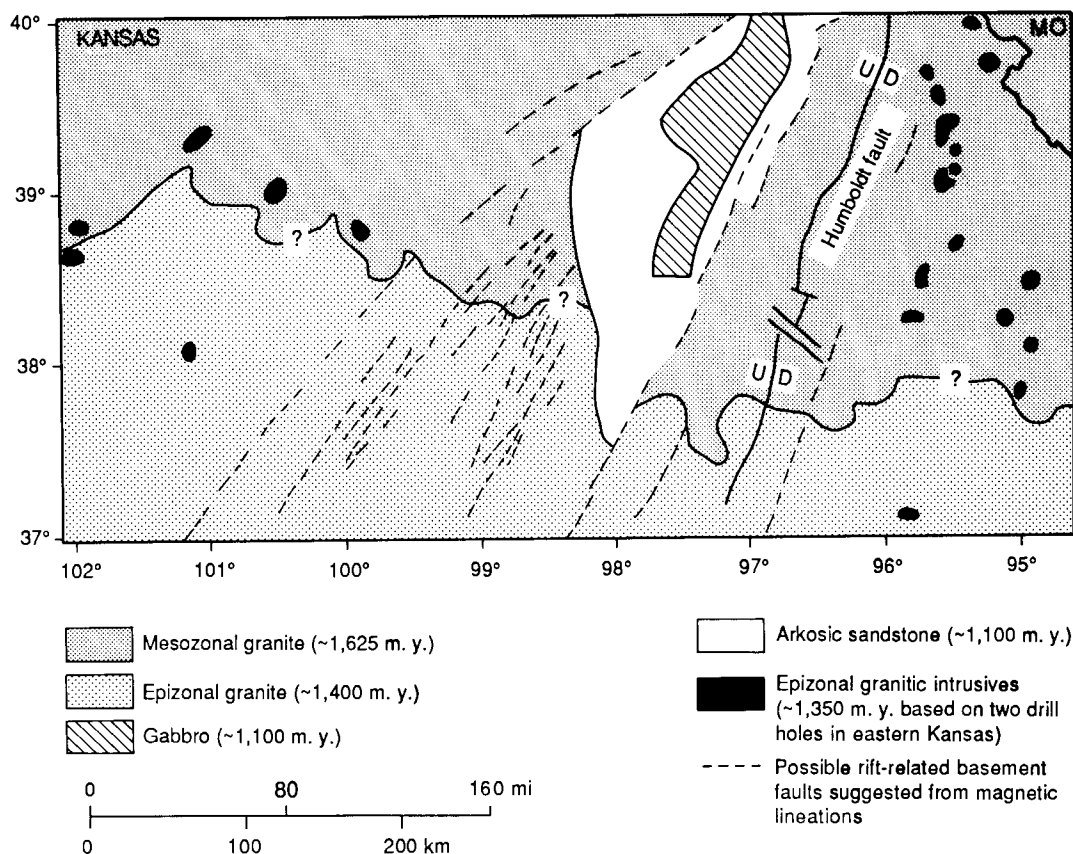 40°
KANSAS
MO
U D
Humboldt fault
39°
?
?
38°
U D
?
37°
102°
101°
100°
99°
98°
97°
96°
95°
Mesozonal granite (~1,625 m. y.)
Epizonal granite (~1,400 m. y.)
Gabbro (~1,100 m. y.)
0 80 160 mi
0 100 200 km
Arkosic sandstone (~1,100 m. y.)
Epizonal granitic intrusives
(~1,350 m. y. based on two drill
holes in eastern Kansas)
Possible rift-related basement
faults suggested from magnetic
lineations